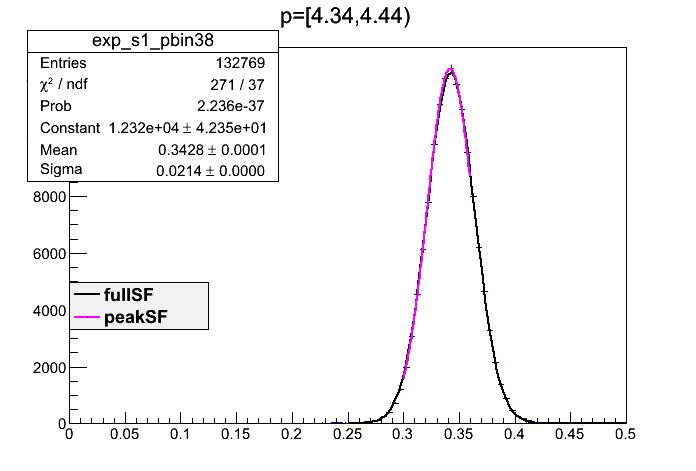 p=[4.34,4.44)
exp_s1_pbin38
Entries 132769
χ² / ndf 271 / 37
Prob 2.236e-37
Constant 1.232e+04 ± 4.235e+01
Mean 0.3428 ± 0.0001
Sigma 0.0214 ± 0.0000
8000
6000
4000
2000
0
fullSF
peakSF
0 0.05 0.1 0.15 0.2 0.25 0.3 0.35 0.4 0.45 0.5